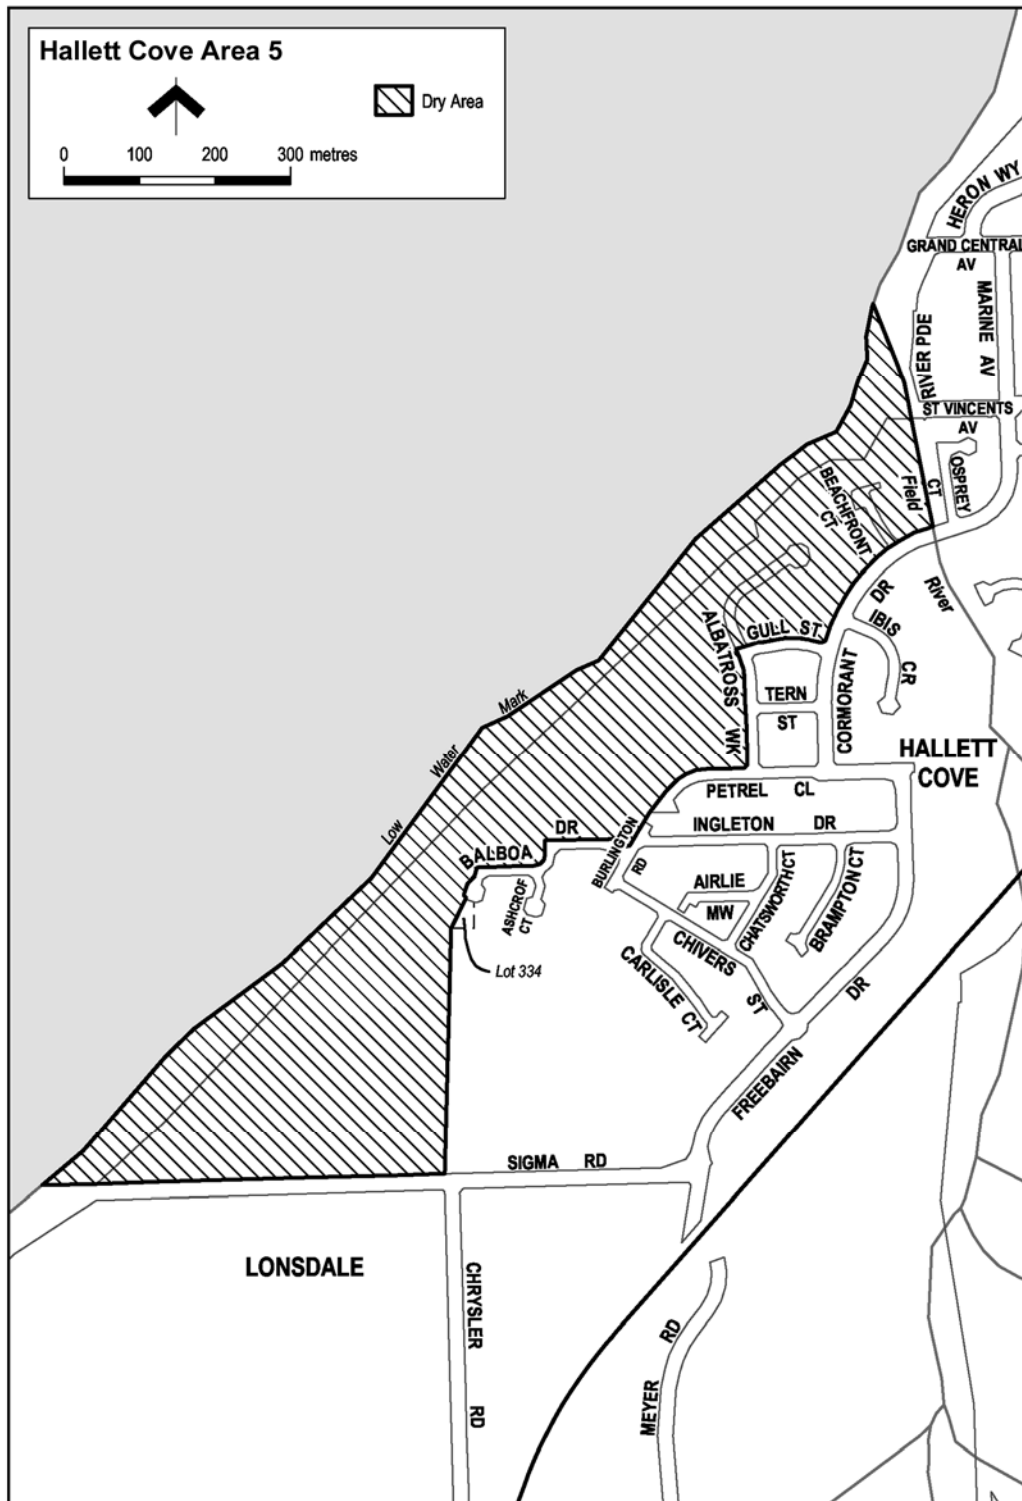 Hallett Cove Area 5
Dry Area
0 100 200 300 metres
HERON WY
GRAND CENTRAL
AV
MARINE AV
RIVER PDE
ST VINCENTS
AV
OSPREY
CT
Field
River
BEACHFRONT
CT
DR
IBIS
CR
GULL ST
ALBATROSS WK
TERN
ST
CORMORANT
HALLETT
COVE
Mark
Water
Low
PETREL CL
INGLETON DR
DR
BALBOA
BURLINGTON
RD
ASHCROF
CT
AIRLIE
MW
CHATSWORTH CT
BRAMPTON CT
CHIVERS
ST
CARLISLE CT
Lot 334
DR
FREEBAIRN
SIGMA RD
LONSDALE
CHRYSLER RD
MEYER RD